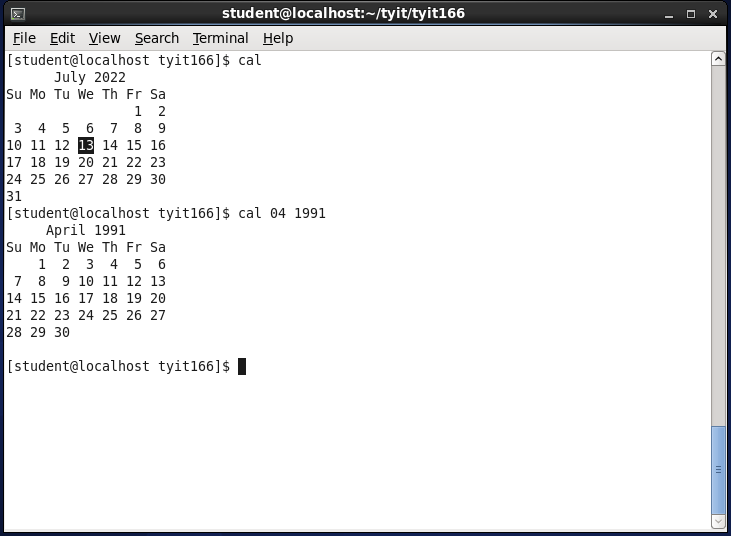 student@localhost:~/tyit/tyit166
File Edit View Search Terminal Help
[student@localhost tyit166]$ cal
      July 2022
Su Mo Tu We Th Fr Sa
                1  2
 3  4  5  6  7  8  9
10 11 12 13 14 15 16
17 18 19 20 21 22 23
24 25 26 27 28 29 30
31
[student@localhost tyit166]$ cal 04 1991
     April 1991
Su Mo Tu We Th Fr Sa
    1  2  3  4  5  6
 7  8  9 10 11 12 13
14 15 16 17 18 19 20
21 22 23 24 25 26 27
28 29 30
[student@localhost tyit166]$